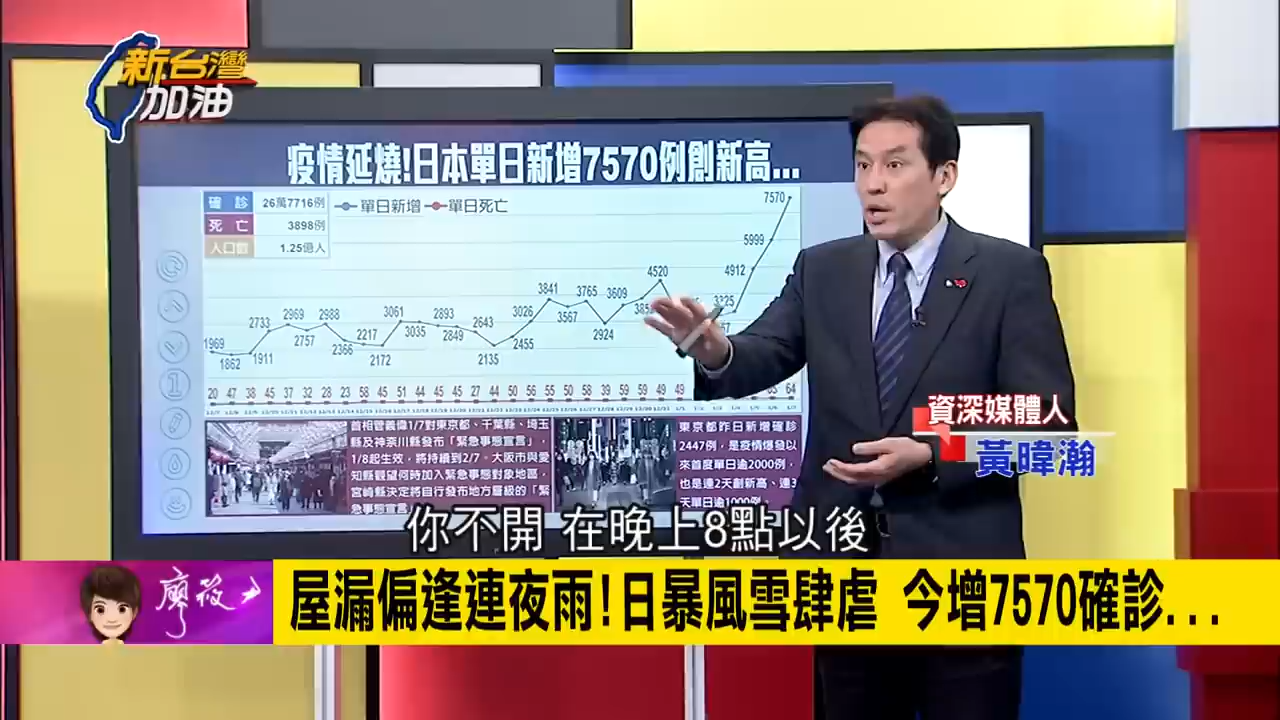 新台灣
加油
疫情延燒!日本單日新增7570例創新高...
確診 26萬7716例
死亡 3898例
人口數 1.25億人
單日新增 單日死亡
7570
5999
4912
4520
3841 3765 3609
3225
3026
3061 2893 2643
2733 2969 2988
3035 2849
3567 2924
1969 1862 1911 2757 2366 2217 2172 2135 2455
20 47 38 45 37 32 28 23 58 45 51 44 45 45 27 44 50 56 55 50 58 38 59 59 49 49 64
首相菅義偉1/7對東京都、千葉縣、埼玉
縣及神奈川縣發布「緊急事態宣言」，
1/8起生效，將持續到2/7。大阪市與愛
知縣觀望何時加入緊急事態對象地區，
宮崎縣決定將自行發布地方層級的「緊
急事態宣言
東京都昨日新增確診
2447例，是疫情爆發以
來首度單日逾2000例，
也是連2天創新高、連3
天單日逾1000例。
資深媒體人
黃暐瀚
你不開 在晚上8點以後
廖筱
屋漏偏逢連夜雨!日暴風雪肆虐 今增7570確診...